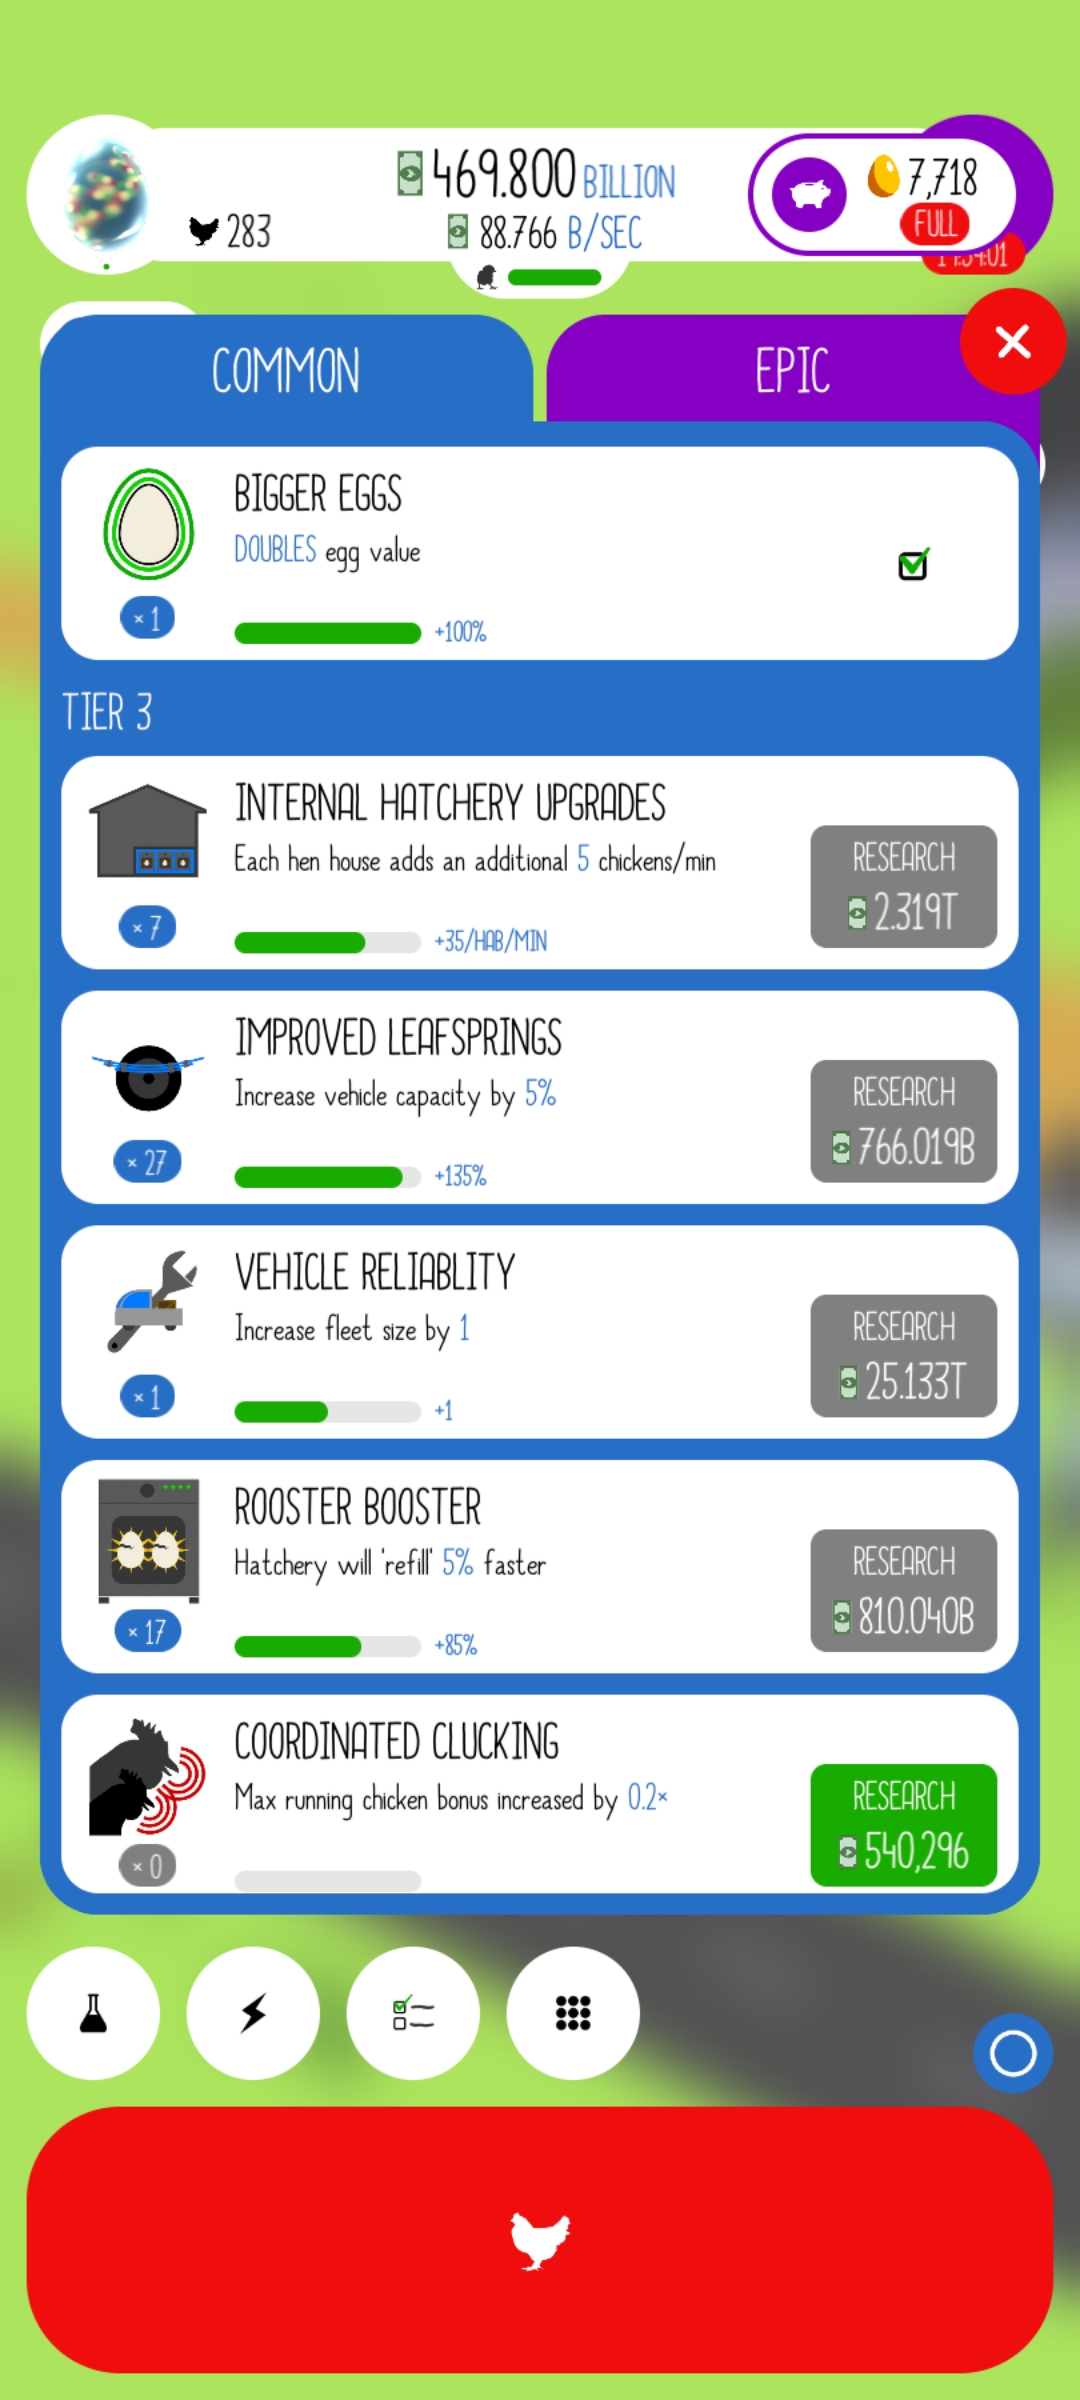 469.800 BILLION
283
88.766 B/SEC
7,718
FULL
COMMON
EPIC
BIGGER EGGS
DOUBLES egg value
× 1
+100%
TIER 3
INTERNAL HATCHERY UPGRADES
Each hen house adds an additional 5 chickens/min
RESEARCH
2.319T
× 7
+35/HAB/MIN
IMPROVED LEAFSPRINGS
Increase vehicle capacity by 5%
RESEARCH
766.019B
× 27
+135%
VEHICLE RELIABLITY
Increase fleet size by 1
RESEARCH
25.133T
× 1
+1
ROOSTER BOOSTER
Hatchery will 'refill' 5% faster
RESEARCH
810.040B
× 17
+85%
COORDINATED CLUCKING
Max running chicken bonus increased by 0.2×
RESEARCH
540,296
× 0